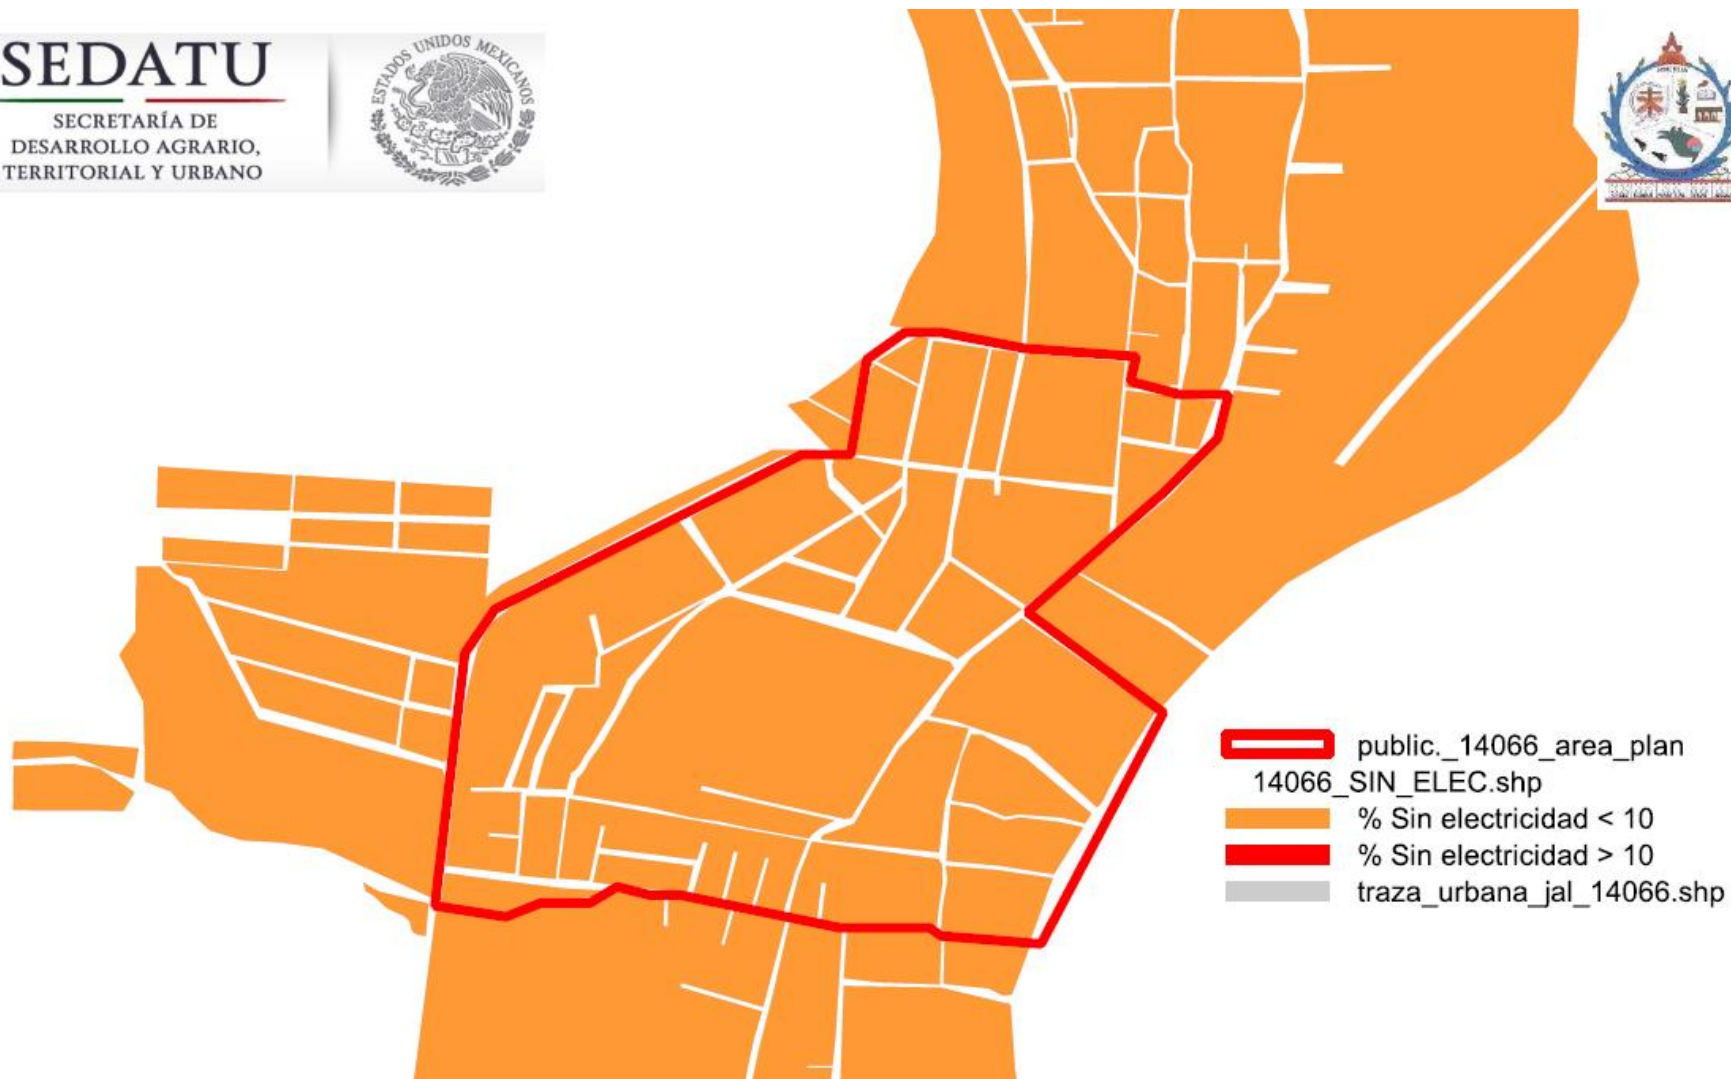 SEDATU
SECRETARÍA DE
DESARROLLO AGRARIO,
TERRITORIAL Y URBANO
ESTADOS UNIDOS MEXICANOS
public._14066_area_plan
14066_SIN_ELEC.shp
% Sin electricidad < 10
% Sin electricidad > 10
traza_urbana_jal_14066.shp